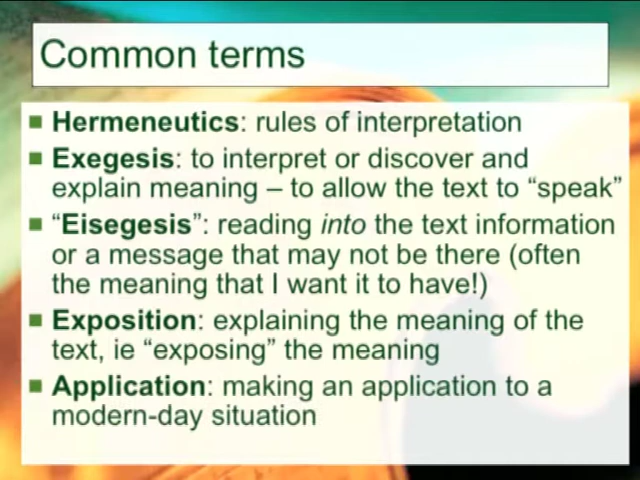 Common terms
Hermeneutics: rules of interpretation
Exegesis: to interpret or discover and
explain meaning – to allow the text to “speak”
“Eisegesis”: reading into the text information
or a message that may not be there (often
the meaning that I want it to have!)
Exposition: explaining the meaning of the
text, ie “exposing” the meaning
Application: making an application to a
modern-day situation